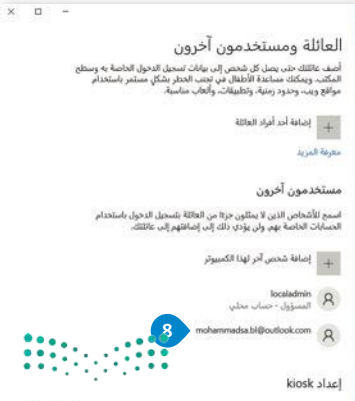 العائلة ومستخدمون آخرون
أضف عائلتك حتى يصل كل شخص إلى بيانات تسجيل الدخول الخاصة به وسطح
المكتب. ويمكنك مساعدة الأطفال في تجنب الخطر بشكل مستمر باستخدام
مواقع ويب، وحدود زمنية، وتطبيقات، وألعاب مناسبة.
إضافة أحد أفراد العائلة
معرفة المزيد
مستخدمون آخرون
اسمح للأشخاص الذين لا يمثلون جزءًا من العائلة بتسجيل الدخول باستخدام
الحسابات الخاصة بهم. ولن يؤدي ذلك إلى إضافتهم إلى عائلتك.
إضافة شخص آخر لهذا الكمبيوتر
localadmin
المسؤول - حساب محلي
8
mohammadsa.bl@outlook.com
إعداد kiosk